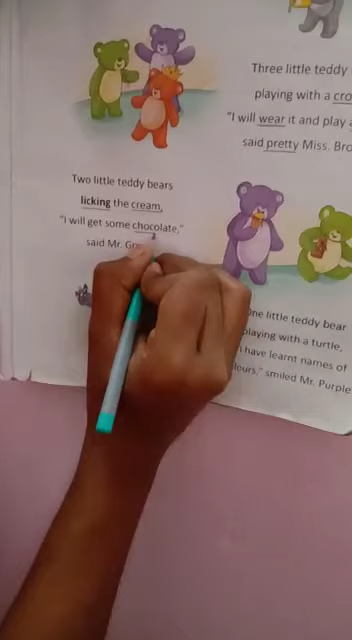 Three little teddy
playing with a cro
"I will wear it and play a
said pretty Miss. Bro
Two little teddy bears
licking the cream,
"I will get some chocolate,"
said Mr. Gr
One little teddy bear
playing with a turtle,
I have learnt names of
lours," smiled Mr. Purple